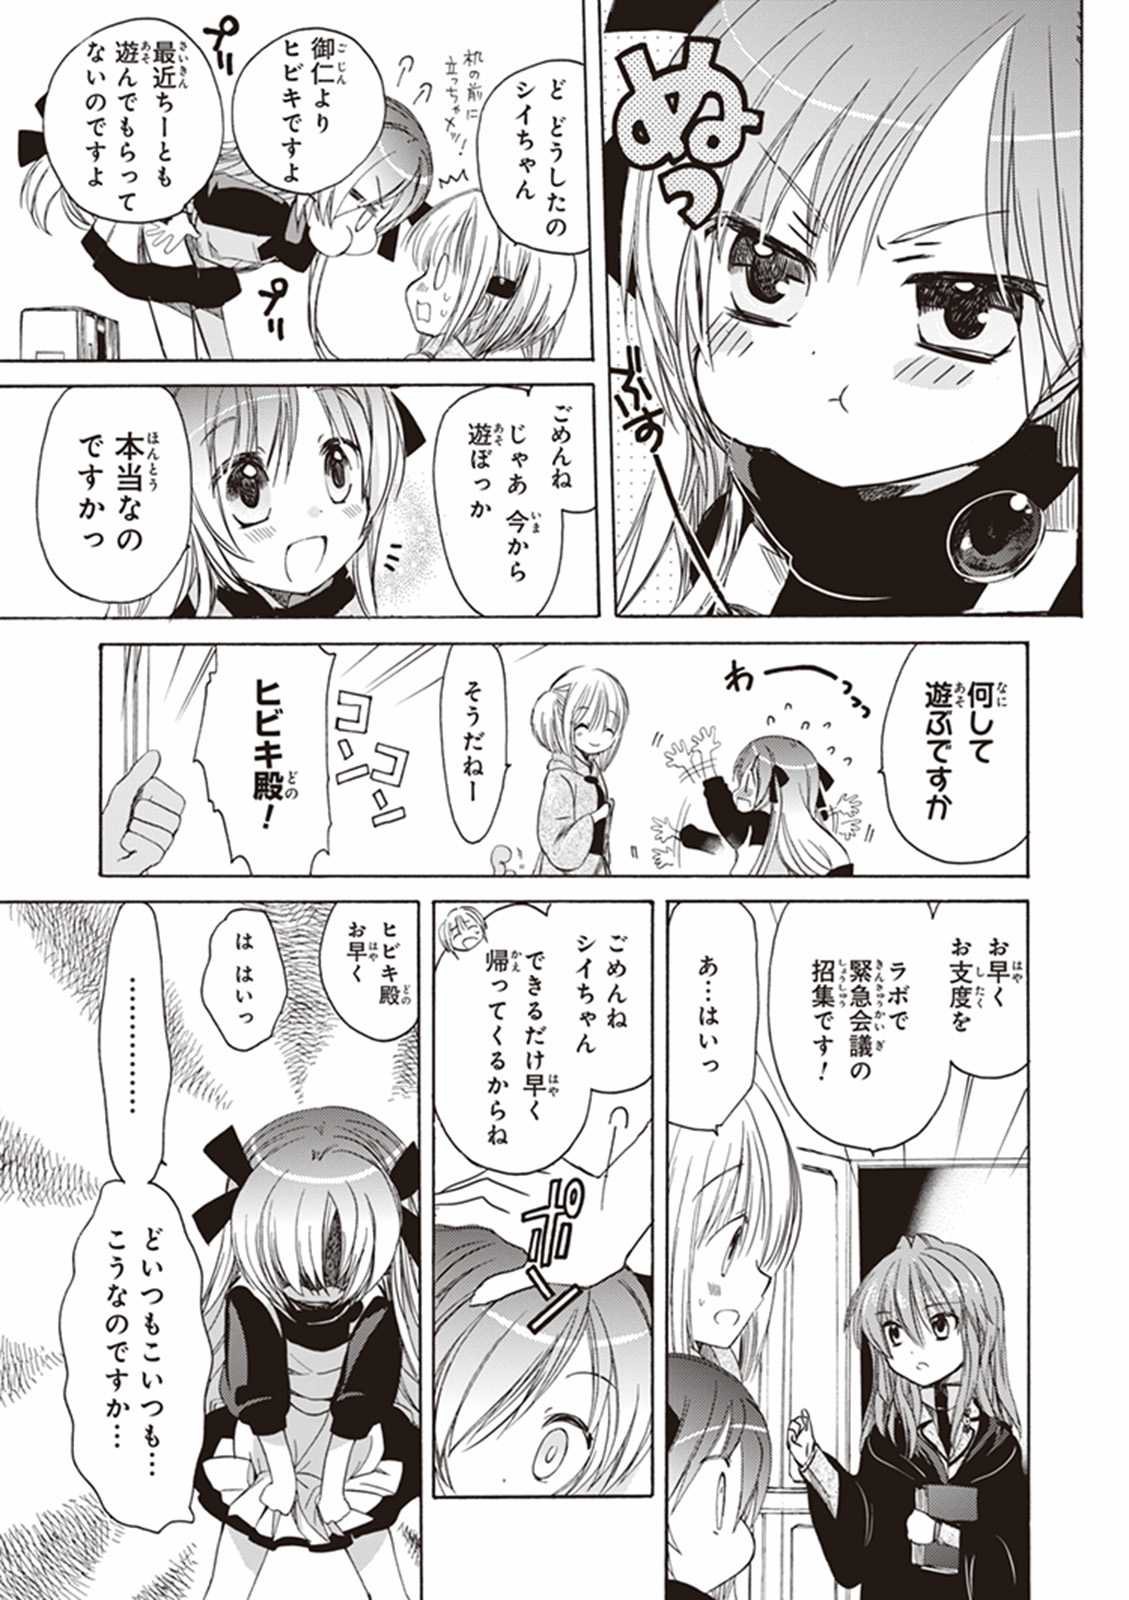 ぬっ
ぶすーっ
ど どうしたの
シイちゃん
机の前に
立っちゃメッ!
御仁より
ヒビキですよ
最近ちーとも
遊んでもらって
ないのですよ
プ
プ
ごめんね
じゃあ 今から
遊ぼっか
本当なの
ですかっ
何して
遊ぶですか
わーっっ
そうだねー
コンコン
ヒビキ殿!
お早く
お支度を
ラボで
緊急会議の
招集です!
あ…はいっ
ごめんね
シイちゃん
できるだけ早く
帰ってくるからね
ポン
ヒビキ殿
お早く
は はいっ
…………
どいつもこいつも…
こうなのですか…